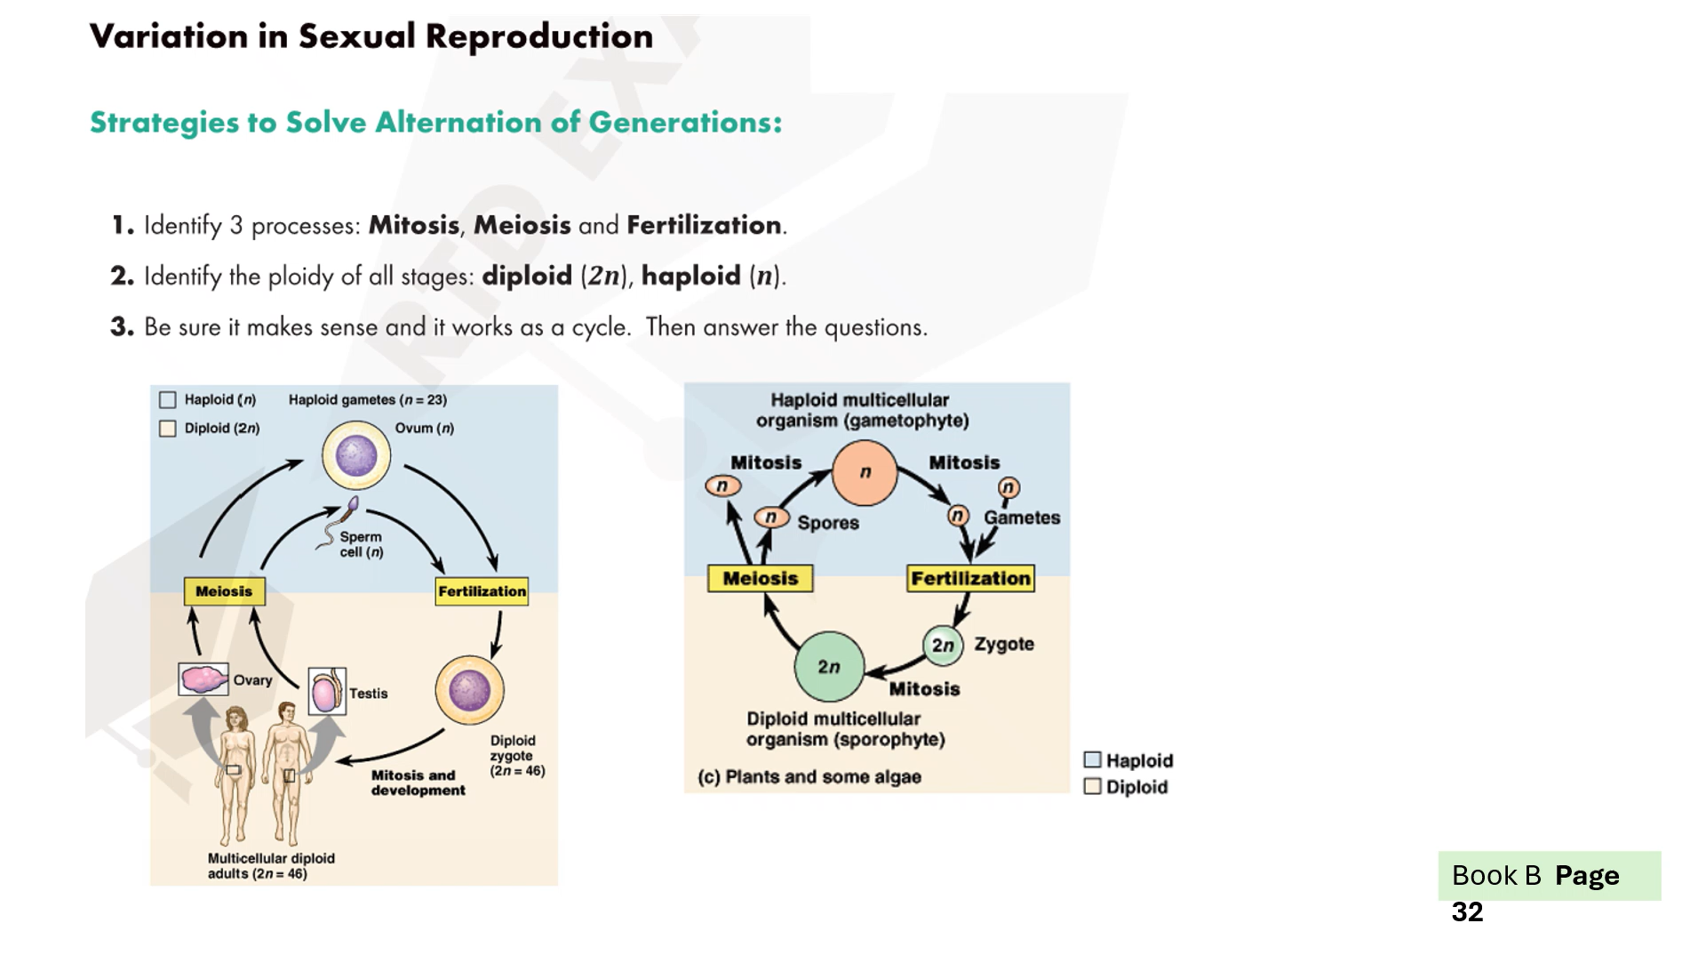 Variation in Sexual Reproduction
Strategies to Solve Alternation of Generations:
1. Identify 3 processes: Mitosis, Meiosis and Fertilization.
2. Identify the ploidy of all stages: diploid (2n), haploid (n).
3. Be sure it makes sense and it works as a cycle. Then answer the questions.
Haploid (n)
Diploid (2n)
Haploid gametes (n = 23)
Ovum (n)
Sperm
cell (n)
Meiosis
Fertilization
Ovary
Testis
Diploid
zygote
(2n = 46)
Mitosis and
development
Multicellular diploid
adults (2n = 46)
Haploid multicellular
organism (gametophyte)
Mitosis
n
Mitosis
n
n
n
Spores
n
Gametes
Meiosis
Fertilization
2n
Zygote
2n
Mitosis
Diploid multicellular
organism (sporophyte)
(c) Plants and some algae
Haploid
Diploid
Book B Page
32
RTD EX